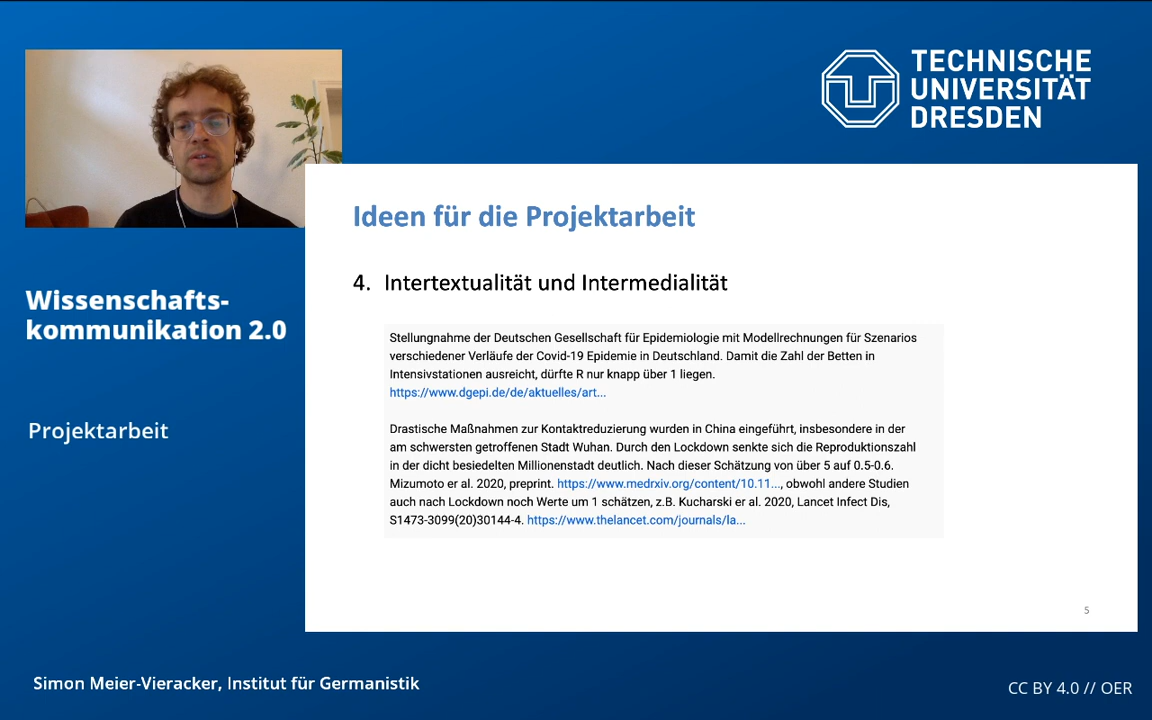 TECHNISCHE
UNIVERSITÄT
DRESDEN
Ideen für die Projektarbeit
4. Intertextualität und Intermedialität
Stellungnahme der Deutschen Gesellschaft für Epidemiologie mit Modellrechnungen für Szenarios
verschiedener Verläufe der Covid-19 Epidemie in Deutschland. Damit die Zahl der Betten in
Intensivstationen ausreicht, dürfte R nur knapp über 1 liegen.
https://www.dgepi.de/de/aktuelles/art...
Drastische Maßnahmen zur Kontaktreduzierung wurden in China eingeführt, insbesondere in der
am schwersten getroffenen Stadt Wuhan. Durch den Lockdown senkte sich die Reproduktionszahl
in der dicht besiedelten Millionenstadt deutlich. Nach dieser Schätzung von über 5 auf 0.5-0.6.
Mizumoto er al. 2020, preprint. https://www.medrxiv.org/content/10.11..., obwohl andere Studien
auch nach Lockdown noch Werte um 1 schätzen, z.B. Kucharski er al. 2020, Lancet Infect Dis,
S1473-3099(20)30144-4. https://www.thelancet.com/journals/la...
5
Wissenschafts-
kommunikation 2.0
Projektarbeit
Simon Meier-Vieracker, Institut für Germanistik
CC BY 4.0 // OER